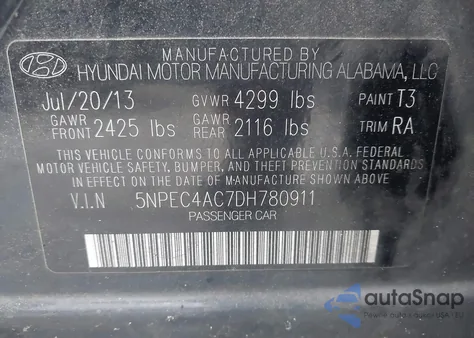 MANUFACTURED BY
HYUNDAI MOTOR MANUFACTURING ALABAMA, LLC
Jul/20/13 GVWR 4299 lbs PAINT T3
GAWR FRONT 2425 lbs GAWR REAR 2116 lbs TRIM RA
THIS VEHICLE CONFORMS TO ALL APPLICABLE U.S.A. FEDERAL
MOTOR VEHICLE SAFETY, BUMPER, AND THEFT PREVENTION STANDARDS
IN EFFECT ON THE DATE OF MANUFACTURE SHOWN ABOVE.
V.I.N 5NPEC4AC7DH780911
PASSENGER CAR
autoSnap